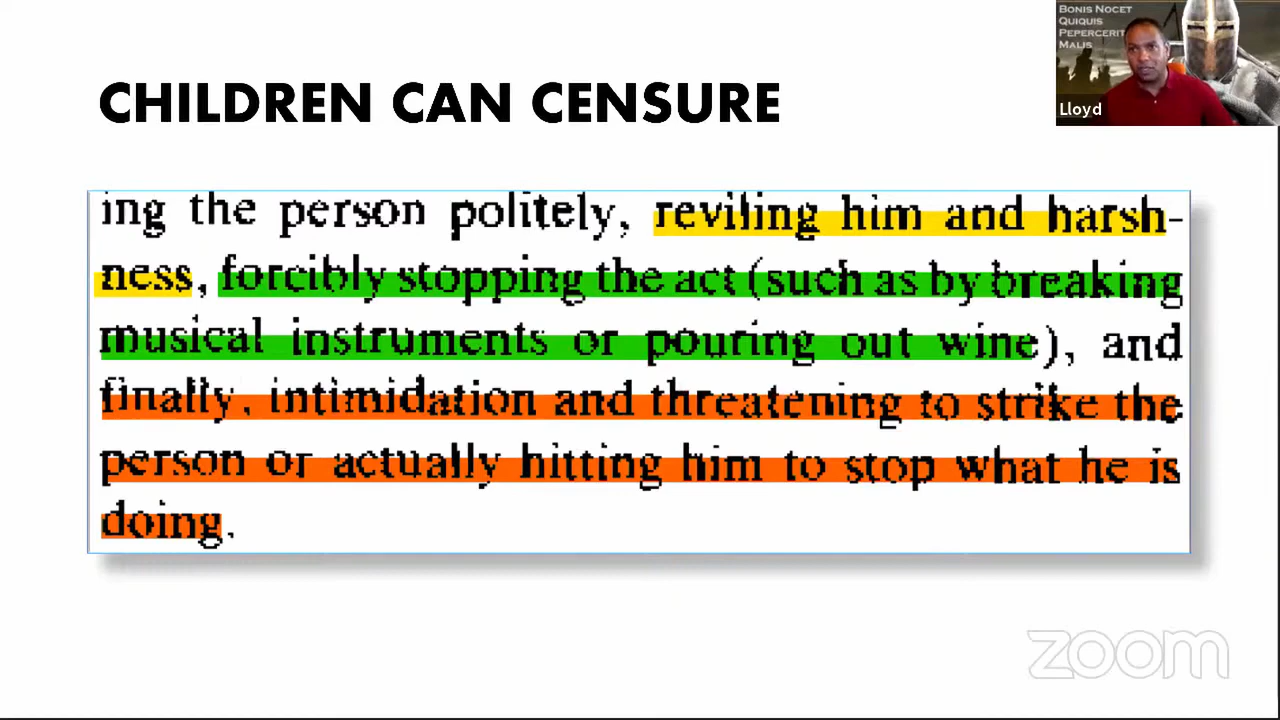 BONIS NOCET
QUIQUIS
PEPERCERIT
MALIS
Lloyd
CHILDREN CAN CENSURE
ing the person politely, reviling him and harsh-
ness, forcibly stopping the act (such as by breaking
musical instruments or pouring out wine), and
finally, intimidation and threatening to strike the
person or actually hitting him to stop what he is
doing.
zoom